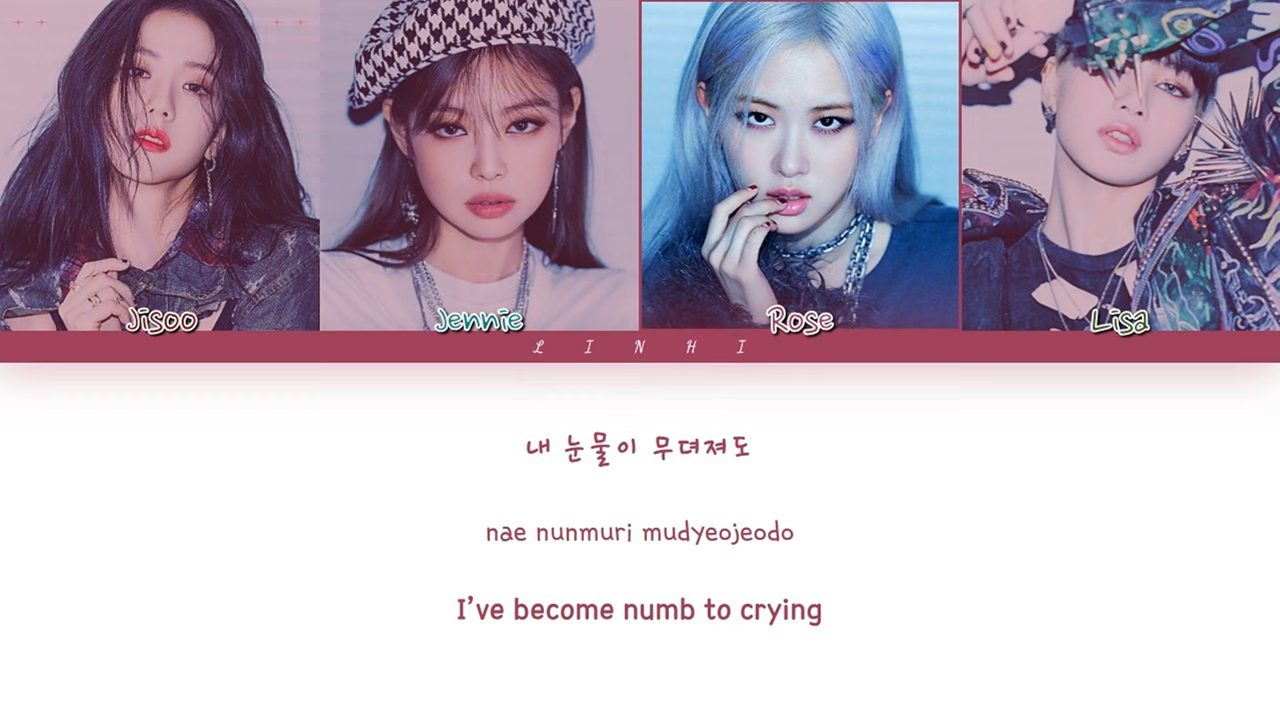 Jisoo Jennie Rose Lisa
L I N H I
내 눈물이 무뎌져도
nae nunmuri mudyeojeodo
I've become numb to crying